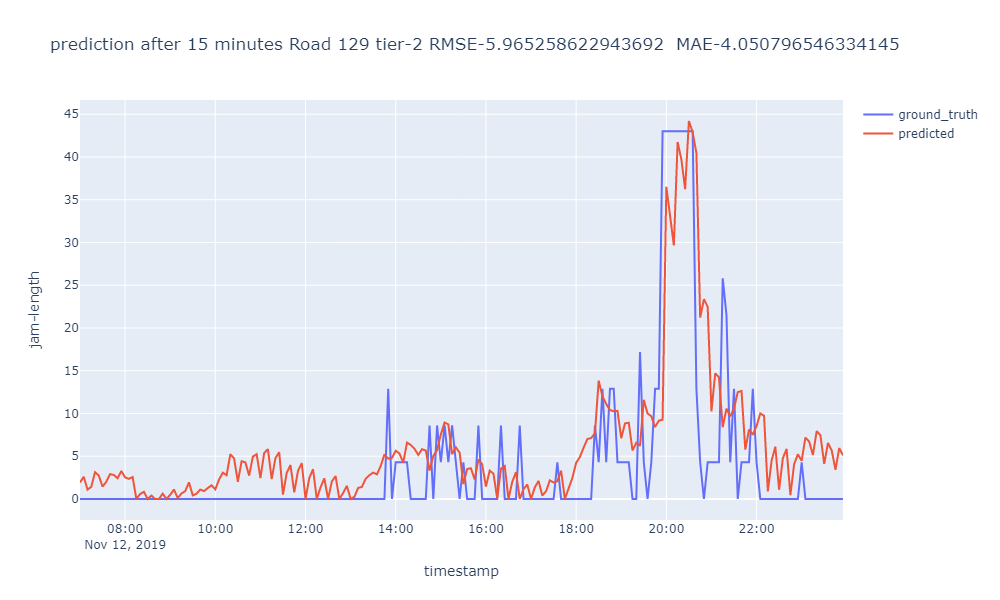 prediction after 15 minutes Road 129 tier-2 RMSE-5.965258622943692  MAE-4.050796546334145
ground_truth
predicted
45
40
35
30
25
20
15
10
5
0
jam-length
08:00 10:00 12:00 14:00 16:00 18:00 20:00 22:00
Nov 12, 2019
timestamp